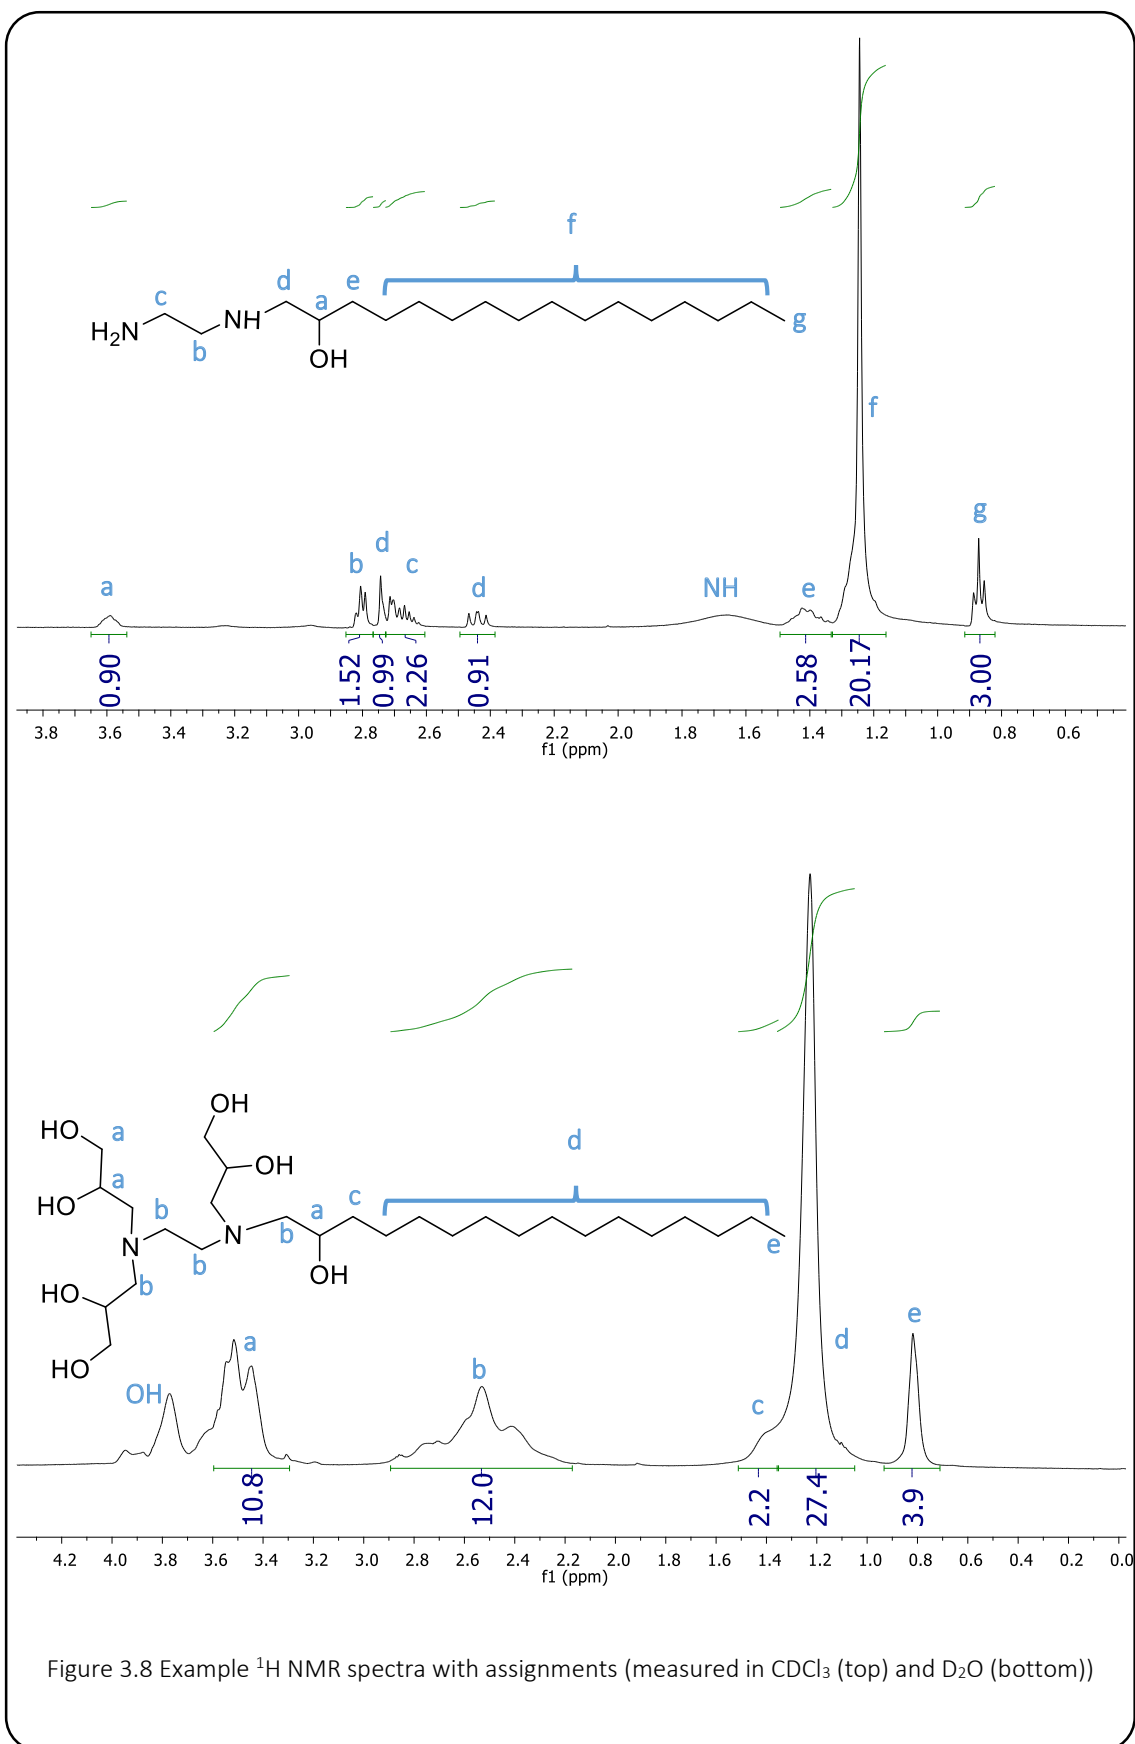 f
d
e
c
a
H₂N
NH
g
b
OH
f
g
d
b
c
a
d
NH
e
0.90
1.52
0.99
2.26
0.91
2.58
20.17
3.00
3.8 3.6 3.4 3.2 3.0 2.8 2.6 2.4 2.2 2.0 1.8 1.6 1.4 1.2 1.0 0.8 0.6
f1 (ppm)
OH
HO a
d
OH
a
HO
b
a
c
N
b
N
e
b
OH
HO
b
HO
OH
a
b
c
d
e
10.8
12.0
2.2
27.4
3.9
4.2 4.0 3.8 3.6 3.4 3.2 3.0 2.8 2.6 2.4 2.2 2.0 1.8 1.6 1.4 1.2 1.0 0.8 0.6 0.4 0.2 0.0
f1 (ppm)
Figure 3.8 Example ¹H NMR spectra with assignments (measured in CDCl₃ (top) and D₂O (bottom))